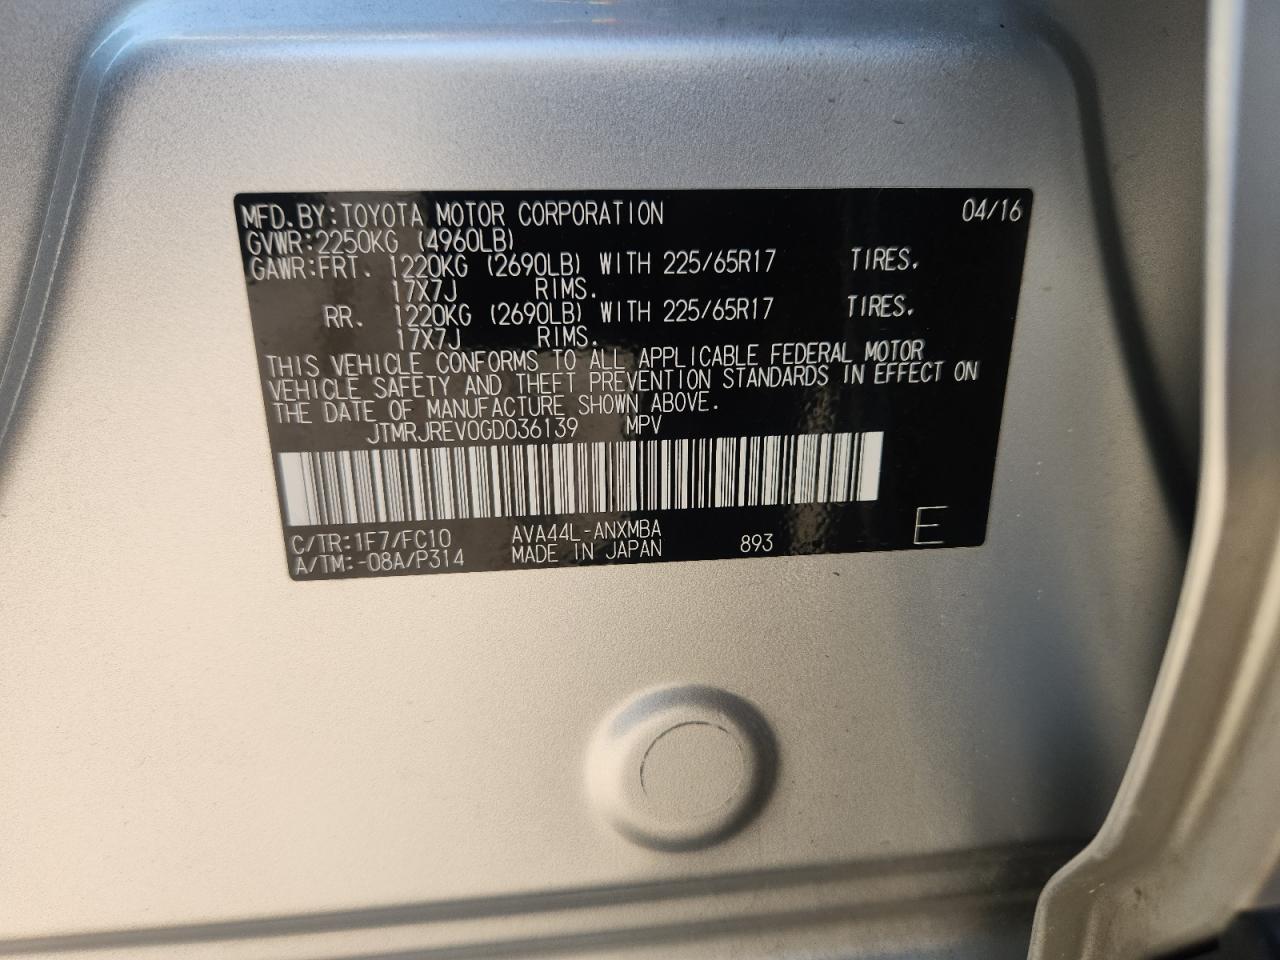 MFD.BY:TOYOTA MOTOR CORPORATION 04/16
GVWR:2250KG (4960LB)
GAWR:FRT. 1220KG (2690LB) WITH 225/65R17 TIRES.
17X7J RIMS.
RR. 1220KG (2690LB) WITH 225/65R17 TIRES.
17X7J RIMS.
THIS VEHICLE CONFORMS TO ALL APPLICABLE FEDERAL MOTOR
VEHICLE SAFETY AND THEFT PREVENTION STANDARDS IN EFFECT ON
THE DATE OF MANUFACTURE SHOWN ABOVE.
JTMRJREV0GD036139 MPV
C/TR:1F7/FC10 AVA44L-ANXMBA
A/TM:-08A/P314 MADE IN JAPAN 893 E